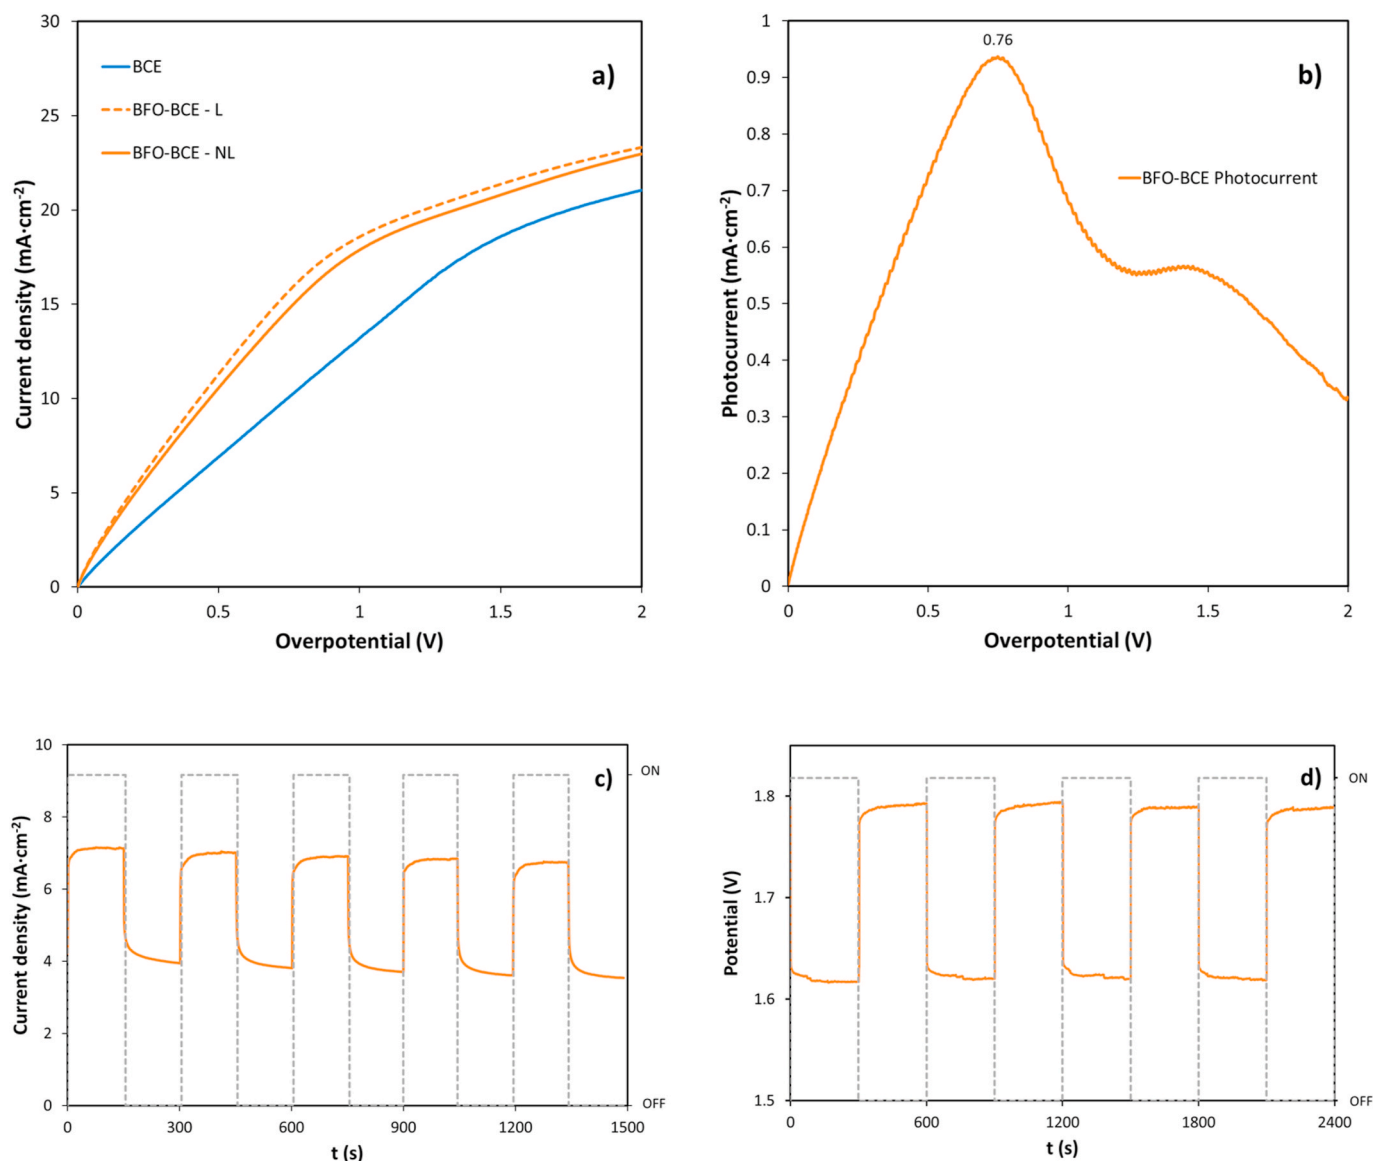 a)
BCE
BFO-BCE - L
BFO-BCE - NL
30
25
20
15
10
5
0
0
0.5
1
1.5
2
Current density (mA·cm-2)
Overpotential (V)
b)
0.76
BFO-BCE Photocurrent
1
0.9
0.8
0.7
0.6
0.5
0.4
0.3
0.2
0.1
0
0
0.5
1
1.5
2
Photocurrent (mA·cm-2)
Overpotential (V)
c)
10
8
6
4
2
0
0
300
600
900
1200
1500
ON
OFF
Current density (mA·cm-2)
t (s)
d)
1.8
1.7
1.6
1.5
0
600
1200
1800
2400
ON
OFF
Potential (V)
t (s)